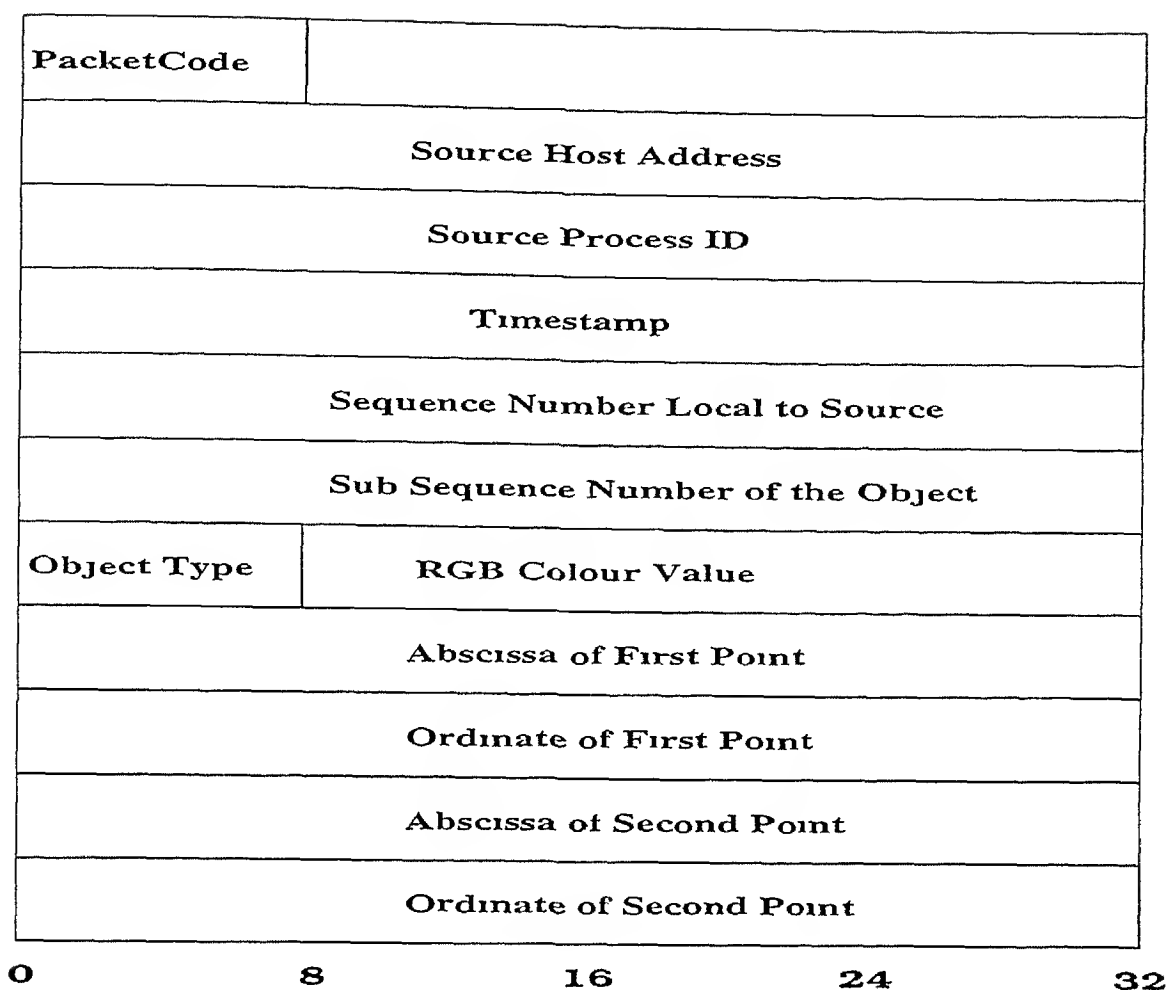 PacketCode
Source Host Address
Source Process ID
Timestamp
Sequence Number Local to Source
Sub Sequence Number of the Object
Object Type RGB Colour Value
Abscissa of First Point
Ordinate of First Point
Abscissa of Second Point
Ordinate of Second Point
0 8 16 24 32